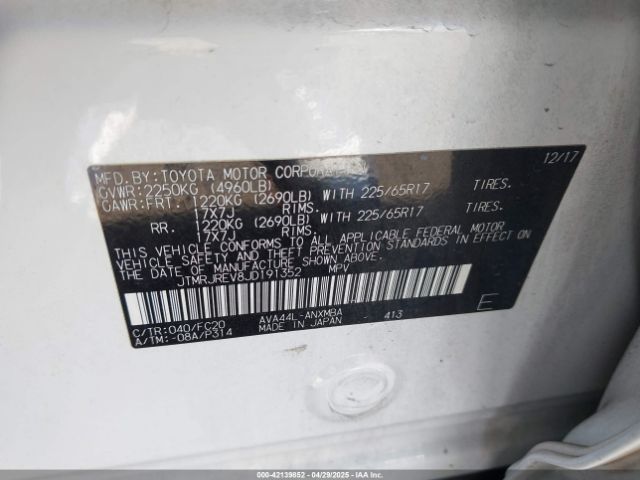 12/17
MFD.BY:TOYOTA MOTOR CORPORATION
GVWR:2250KG (4960LB)
GAWR:FRT. 1220KG (2690LB) WITH 225/65R17 TIRES.
17X7J RIMS.
RR. 1220KG (2690LB) WITH 225/65R17 TIRES.
17X7J RIMS.
THIS VEHICLE CONFORMS TO ALL APPLICABLE FEDERAL MOTOR
VEHICLE SAFETY AND THEFT PREVENTION STANDARDS IN EFFECT
ON THE DATE OF MANUFACTURE SHOWN ABOVE.
JTMRJREV8JD191352 MPV
E
C/TR:040/FC20 AVA44L-ANXMBA 413
A/TM:-08A/P314 MADE IN JAPAN
000-42139852 04/29/2025 IAAI.com